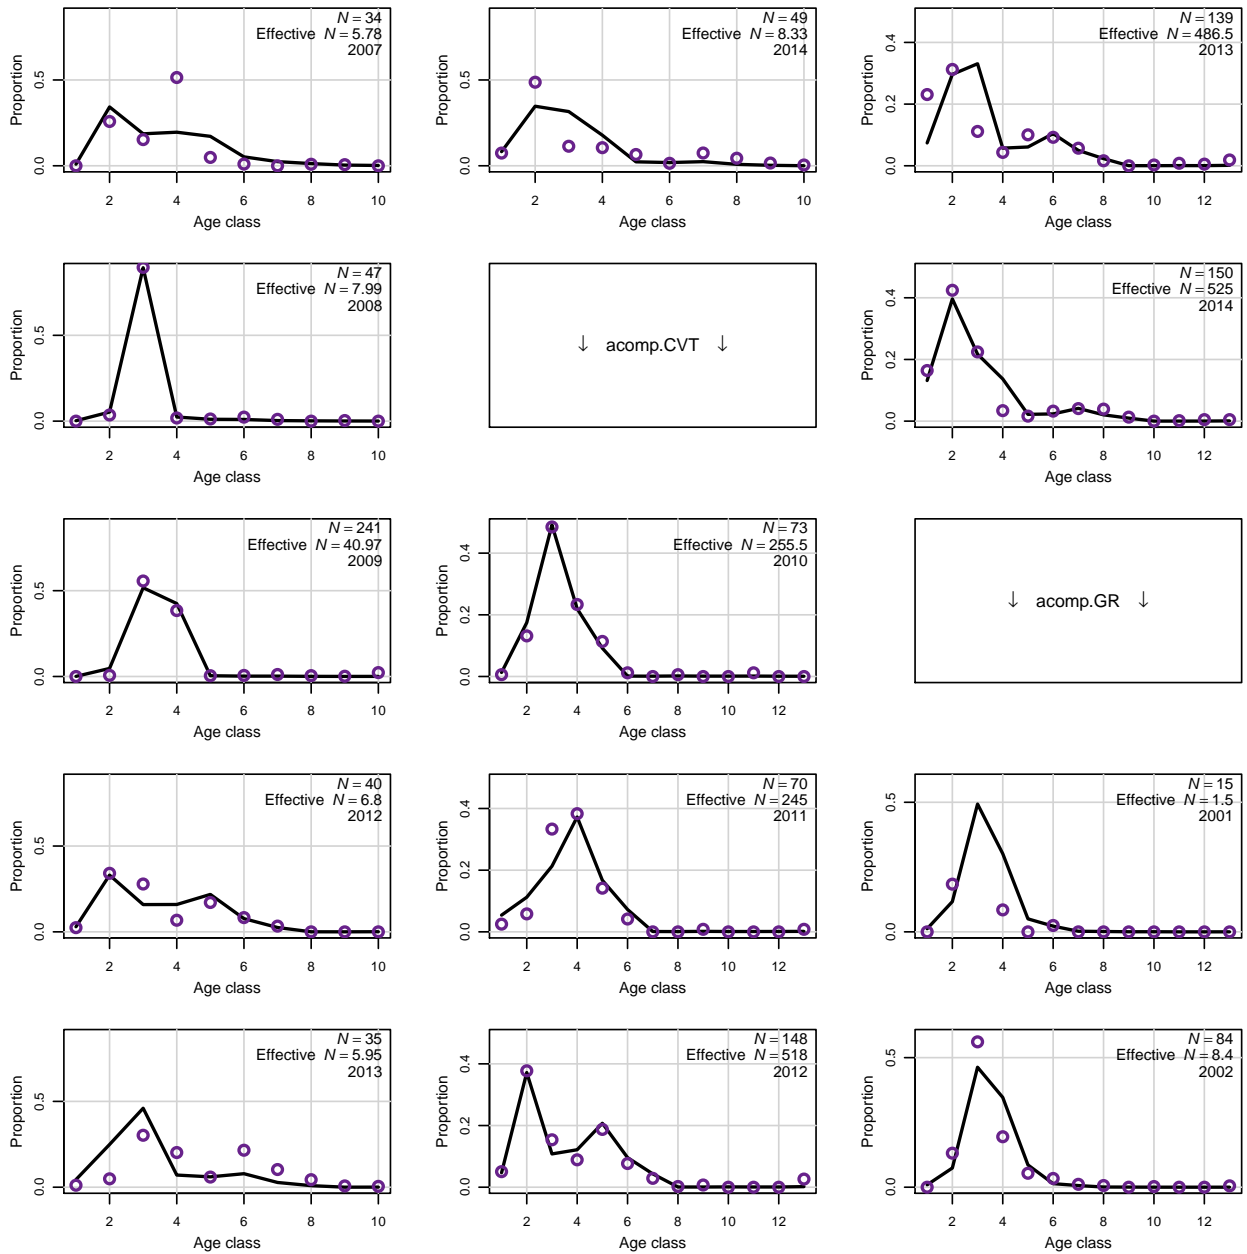 N = 34
Effective N = 5.78
2007
Proportion
0.0 0.5
2 4 6 8 10
Age class
N = 49
Effective N = 8.33
2014
Proportion
0.0 0.5
2 4 6 8 10
Age class
N = 139
Effective N = 486.5
2013
Proportion
0.0 0.2 0.4
2 4 6 8 10 12
Age class
N = 47
Effective N = 7.99
2008
Proportion
0.0 0.5
2 4 6 8 10
Age class
↓ acomp.CVT ↓
N = 150
Effective N = 525
2014
Proportion
0.0 0.2 0.4
2 4 6 8 10 12
Age class
N = 241
Effective N = 40.97
2009
Proportion
0.0 0.5
2 4 6 8 10
Age class
N = 73
Effective N = 255.5
2010
Proportion
0.0 0.2 0.4
2 4 6 8 10 12
Age class
↓ acomp.GR ↓
N = 40
Effective N = 6.8
2012
Proportion
0.0 0.5
2 4 6 8 10
Age class
N = 70
Effective N = 245
2011
Proportion
0.0 0.2 0.4
2 4 6 8 10 12
Age class
N = 15
Effective N = 1.5
2001
Proportion
0.0 0.5
2 4 6 8 10 12
Age class
N = 35
Effective N = 5.95
2013
Proportion
0.0 0.5
2 4 6 8 10
Age class
N = 148
Effective N = 518
2012
Proportion
0.0 0.2 0.4
2 4 6 8 10 12
Age class
N = 84
Effective N = 8.4
2002
Proportion
0.0 0.5
2 4 6 8 10 12
Age class